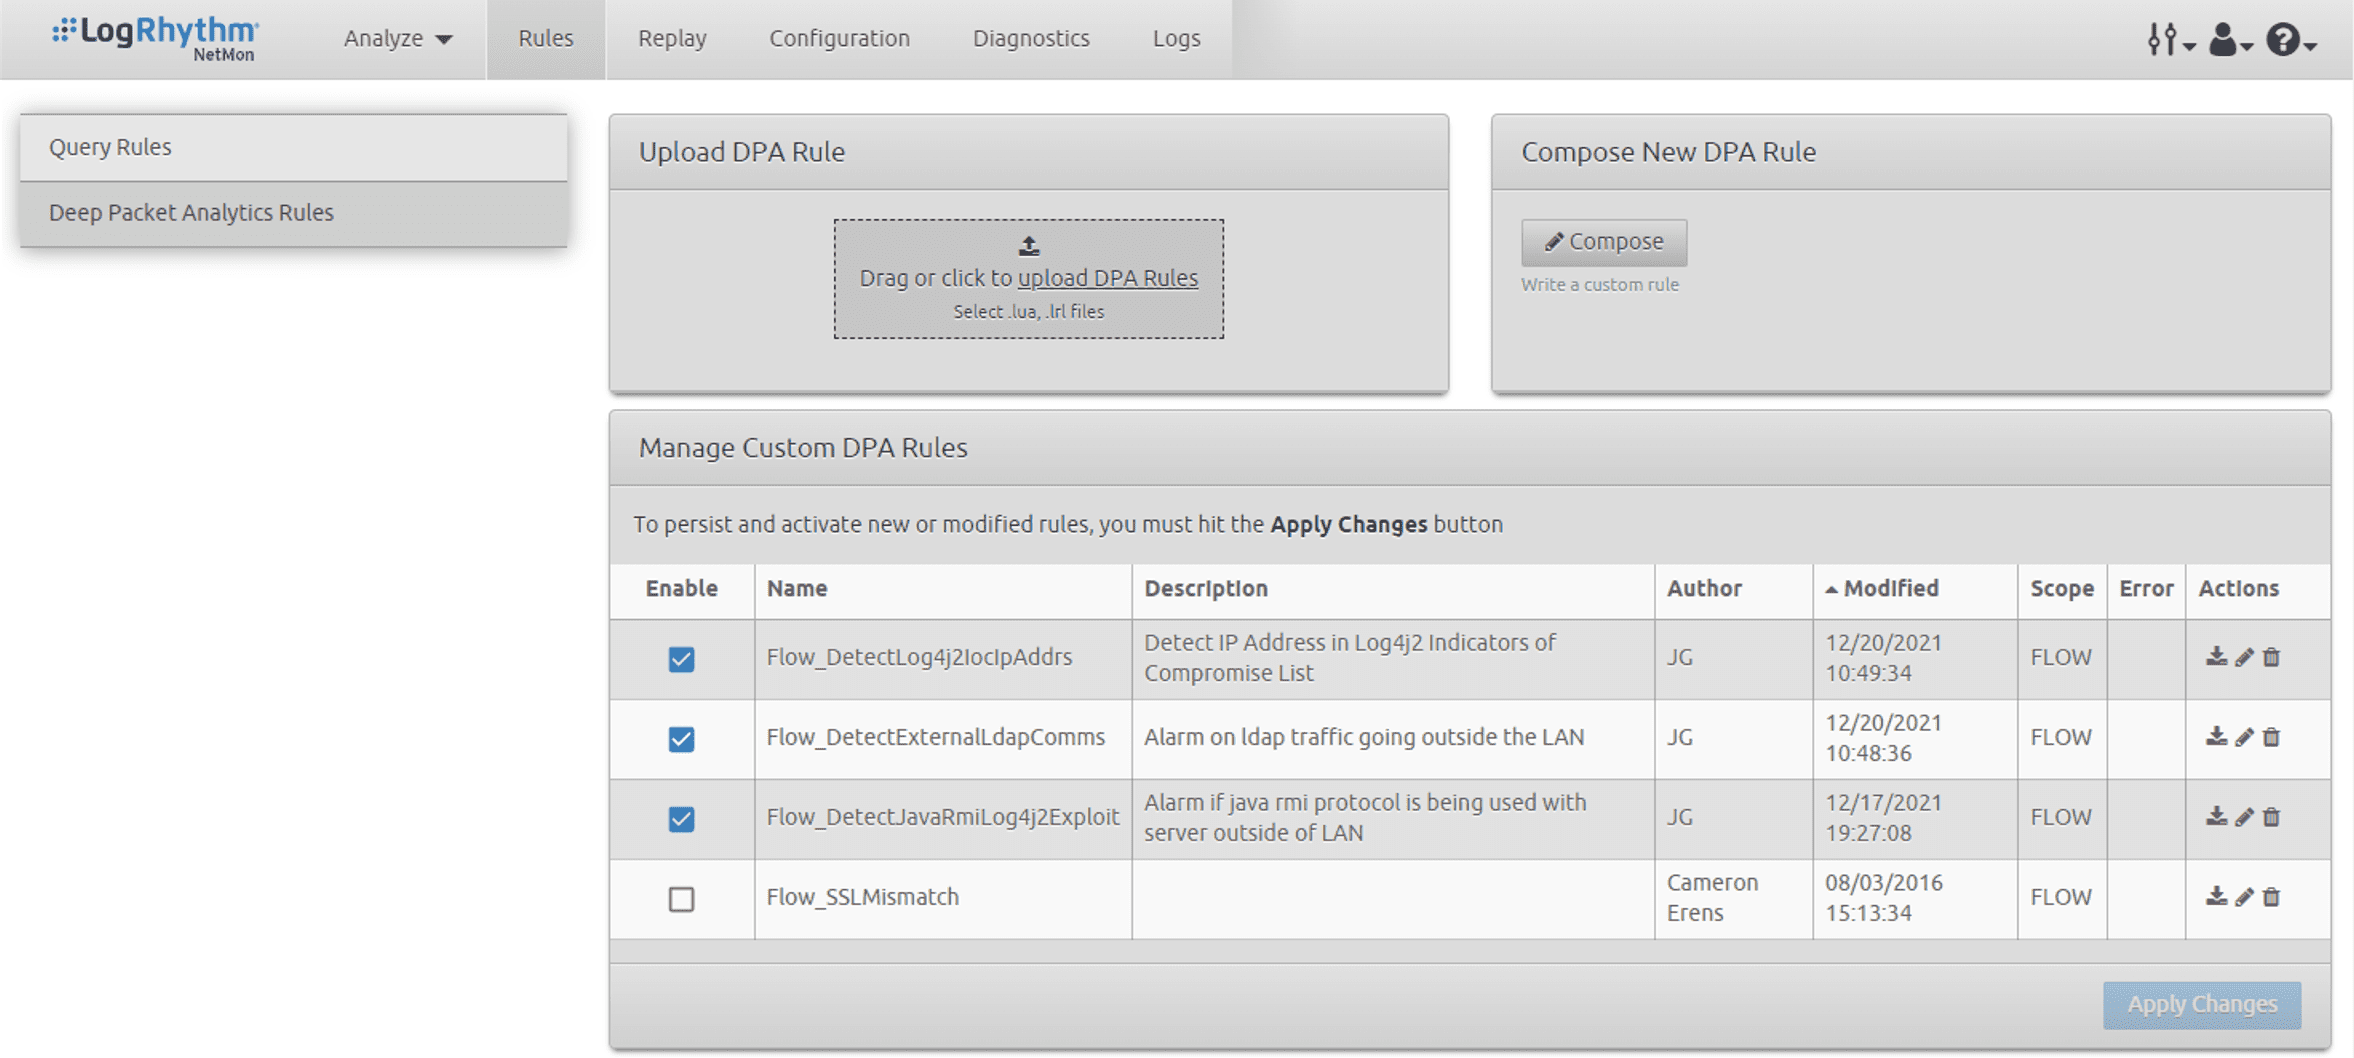 LogRhythm
NetMon
Analyze
Rules
Replay
Configuration
Diagnostics
Logs
Query Rules
Deep Packet Analytics Rules
Upload DPA Rule
Drag or click to upload DPA Rules
Select .lua, .lrl files
Compose New DPA Rule
Compose
Write a custom rule
Manage Custom DPA Rules
To persist and activate new or modified rules, you must hit the Apply Changes button
Enable Name Description Author Modified Scope Error Actions
Flow_DetectLog4j2IocIpAddrs
Detect IP Address in Log4j2 Indicators of
Compromise List
JG
12/20/2021
10:49:34
FLOW
Flow_DetectExternalLdapComms
Alarm on ldap traffic going outside the LAN
JG
12/20/2021
10:48:36
FLOW
Flow_DetectJavaRmiLog4j2Exploit
Alarm if java rmi protocol is being used with
server outside of LAN
JG
12/17/2021
19:27:08
FLOW
Flow_SSLMismatch
Cameron
Erens
08/03/2016
15:13:34
FLOW
Apply Changes